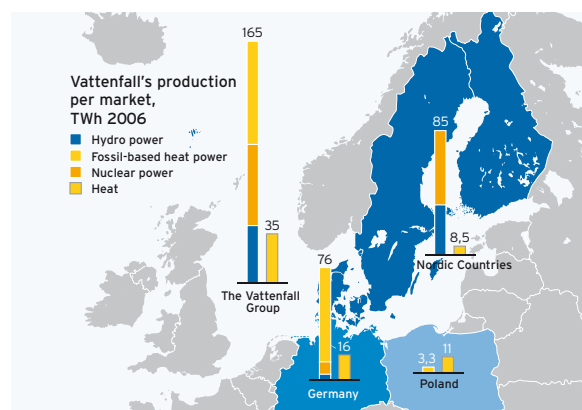 165
Vattenfall's production
per market,
TWh 2006
Hydro power
Fossil-based heat power
Nuclear power
Heat
85
35
8,5
Nordic Countries
76
The Vattenfall
Group
16
3,3
11
Poland
Germany